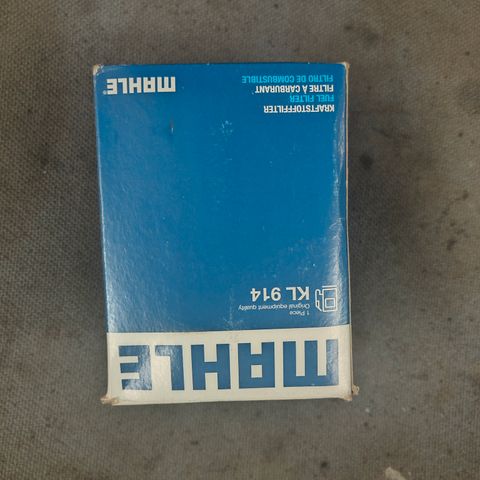 MAHLE
1 Piece
Original equipment quality
KL 914
KRAFTSTOFFFILTER
FUEL FILTER
FILTRE À CARBURANT
FILTRO DE COMBUSTIBLE
MAHLE